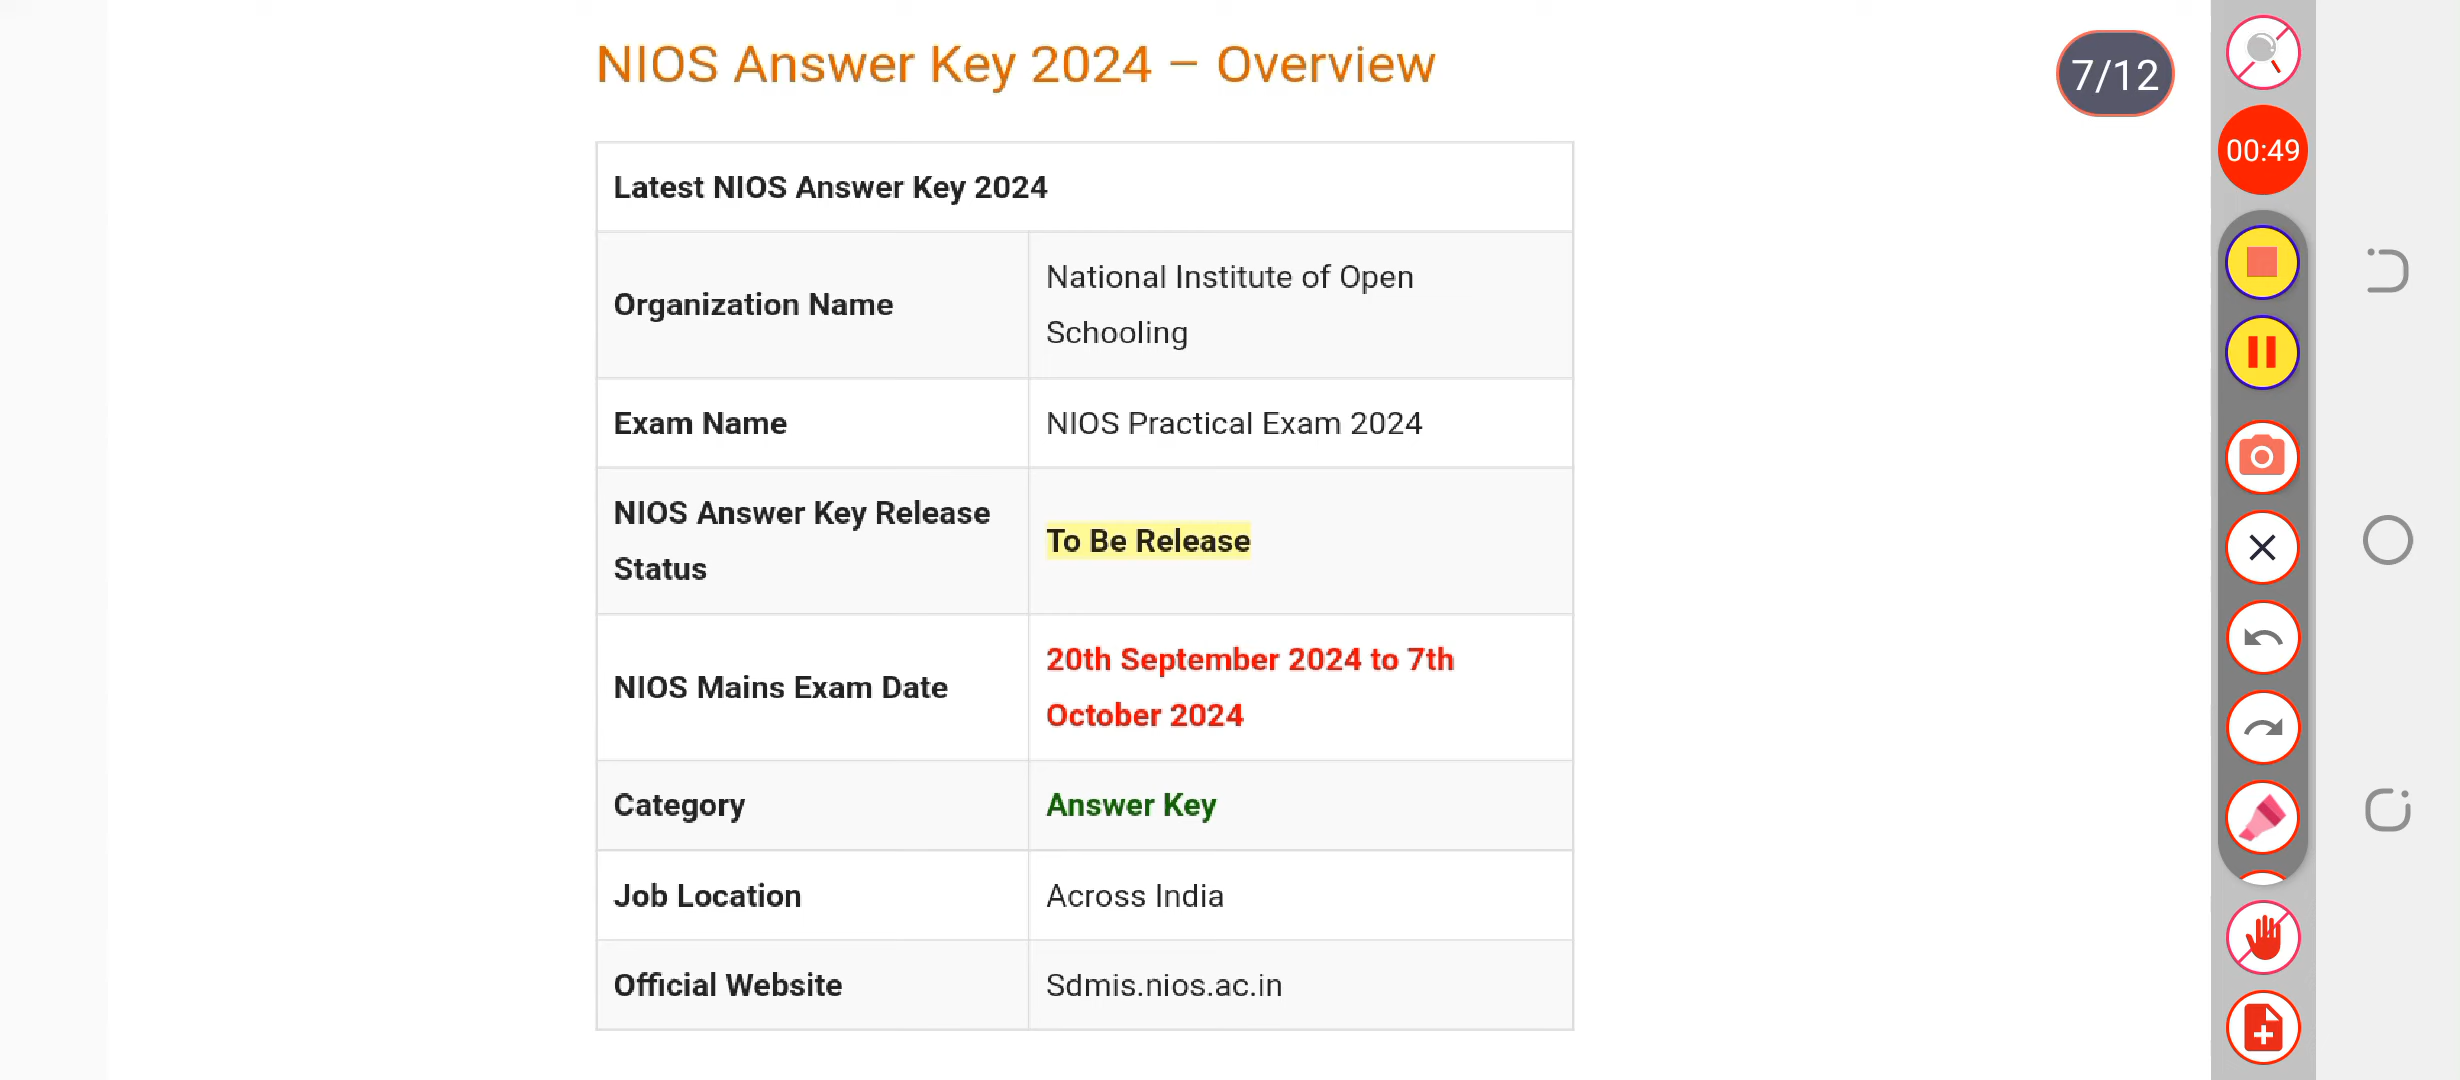 NIOS Answer Key 2024 – Overview
7/12
00:49
Latest NIOS Answer Key 2024
Organization Name
National Institute of Open
Schooling
Exam Name
NIOS Practical Exam 2024
NIOS Answer Key Release
Status
To Be Release
NIOS Mains Exam Date
20th September 2024 to 7th
October 2024
Category
Answer Key
Job Location
Across India
Official Website
Sdmis.nios.ac.in